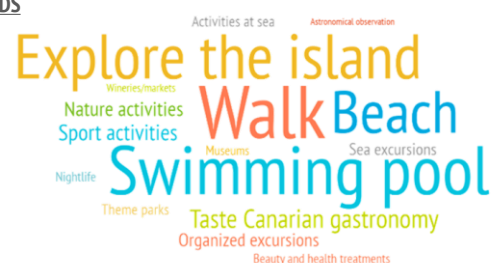 DS
Activities at sea
Astronomical observation
Explore the island
Wineries/markets
Nature activities
Walk
Beach
Sport activities
Museums
Sea excursions
Nightlife
Swimming pool
Theme parks
Taste Canarian gastronomy
Organized excursions
Beauty and health treatments